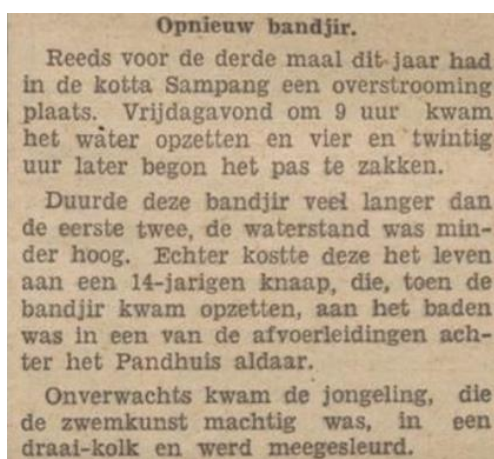 Opnieuw bandjir.
Reeds voor de derde maal dit jaar had
in de kotta Sampang een overstrooming
plaats. Vrijdagavond om 9 uur kwam
het water opzetten en vier en twintig
uur later begon het pas te zakken.
Duurde deze bandjir veel langer dan
de eerste twee, de waterstand was min-
der hoog. Echter kostte deze het leven
aan een 14-jarigen knaap, die, toen de
bandjir kwam opzetten, aan het baden
was in een van de afvoerleidingen ach-
ter het Pandhuis aldaar.
Onverwachts kwam de jongeling, die
de zwemkunst machtig was, in een
draai-kolk en werd meegesleurd.